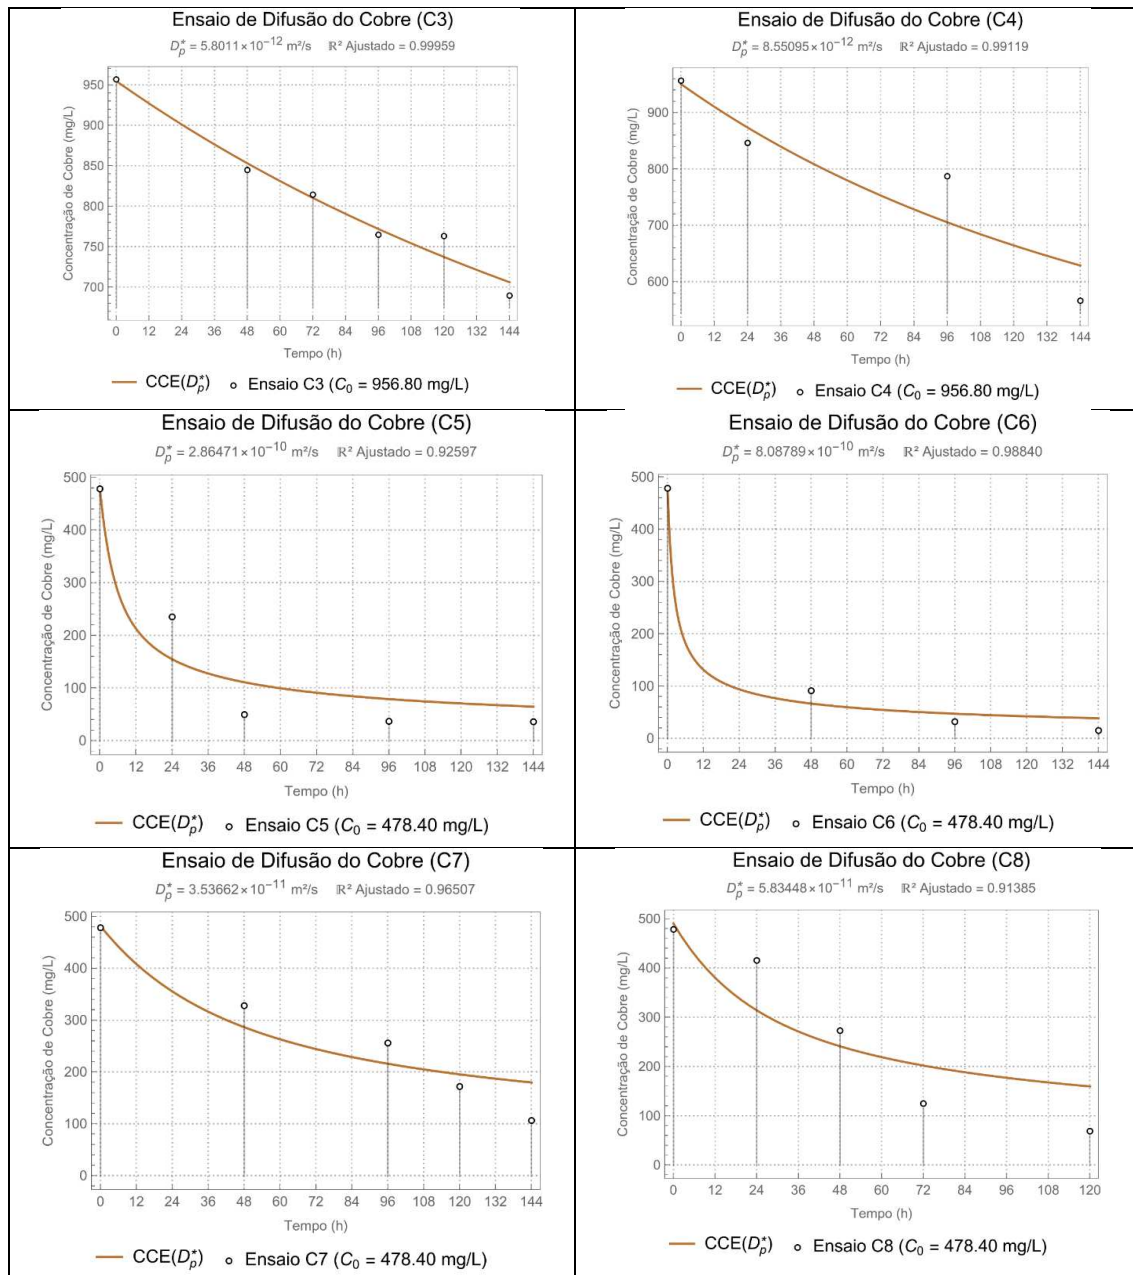 Ensaio de Difusão do Cobre (C3)
D_p^* = 5.8011×10⁻¹² m²/s ℝ² Ajustado = 0.99959
Concentração de Cobre (mg/L)
950
900
850
800
750
700
0 12 24 36 48 60 72 84 96 108 120 132 144
Tempo (h)
CCE(D_p^*) Ensaio C3 (C₀ = 956.80 mg/L)
Ensaio de Difusão do Cobre (C4)
D_p^* = 8.55095×10⁻¹² m²/s ℝ² Ajustado = 0.99119
Concentração de Cobre (mg/L)
900
800
700
600
0 12 24 36 48 60 72 84 96 108 120 132 144
Tempo (h)
CCE(D_p^*) Ensaio C4 (C₀ = 956.80 mg/L)
Ensaio de Difusão do Cobre (C5)
D_p^* = 2.86471×10⁻¹⁰ m²/s ℝ² Ajustado = 0.92597
Concentração de Cobre (mg/L)
500
400
300
200
100
0
0 12 24 36 48 60 72 84 96 108 120 132 144
Tempo (h)
CCE(D_p^*) Ensaio C5 (C₀ = 478.40 mg/L)
Ensaio de Difusão do Cobre (C6)
D_p^* = 8.08789×10⁻¹⁰ m²/s ℝ² Ajustado = 0.98840
Concentração de Cobre (mg/L)
500
400
300
200
100
0
0 12 24 36 48 60 72 84 96 108 120 132 144
Tempo (h)
CCE(D_p^*) Ensaio C6 (C₀ = 478.40 mg/L)
Ensaio de Difusão do Cobre (C7)
D_p^* = 3.53662×10⁻¹¹ m²/s ℝ² Ajustado = 0.96507
Concentração de Cobre (mg/L)
500
400
300
200
100
0
0 12 24 36 48 60 72 84 96 108 120 132 144
Tempo (h)
CCE(D_p^*) Ensaio C7 (C₀ = 478.40 mg/L)
Ensaio de Difusão do Cobre (C8)
D_p^* = 5.83448×10⁻¹¹ m²/s ℝ² Ajustado = 0.91385
Concentração de Cobre (mg/L)
500
400
300
200
100
0
0 12 24 36 48 60 72 84 96 108 120
Tempo (h)
CCE(D_p^*) Ensaio C8 (C₀ = 478.40 mg/L)